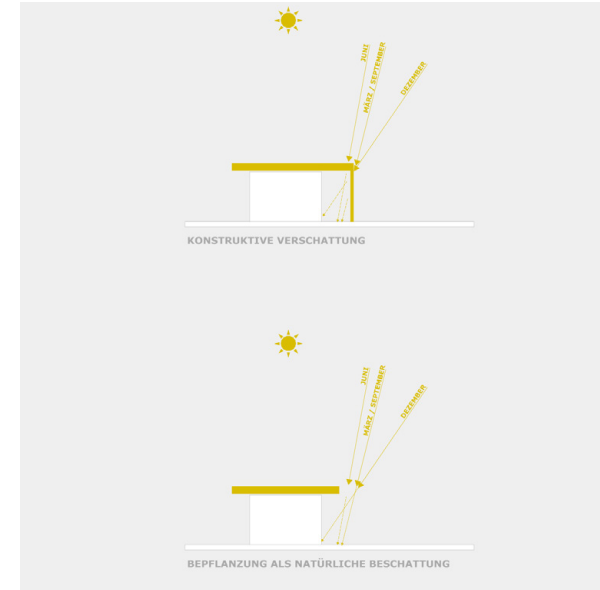 JUNI
MÄRZ / SEPTEMBER
DEZEMBER
KONSTRUKTIVE VERSCHATTUNG
JUNI
MÄRZ / SEPTEMBER
DEZEMBER
BEPFLANZUNG ALS NATÜRLICHE BESCHATTUNG